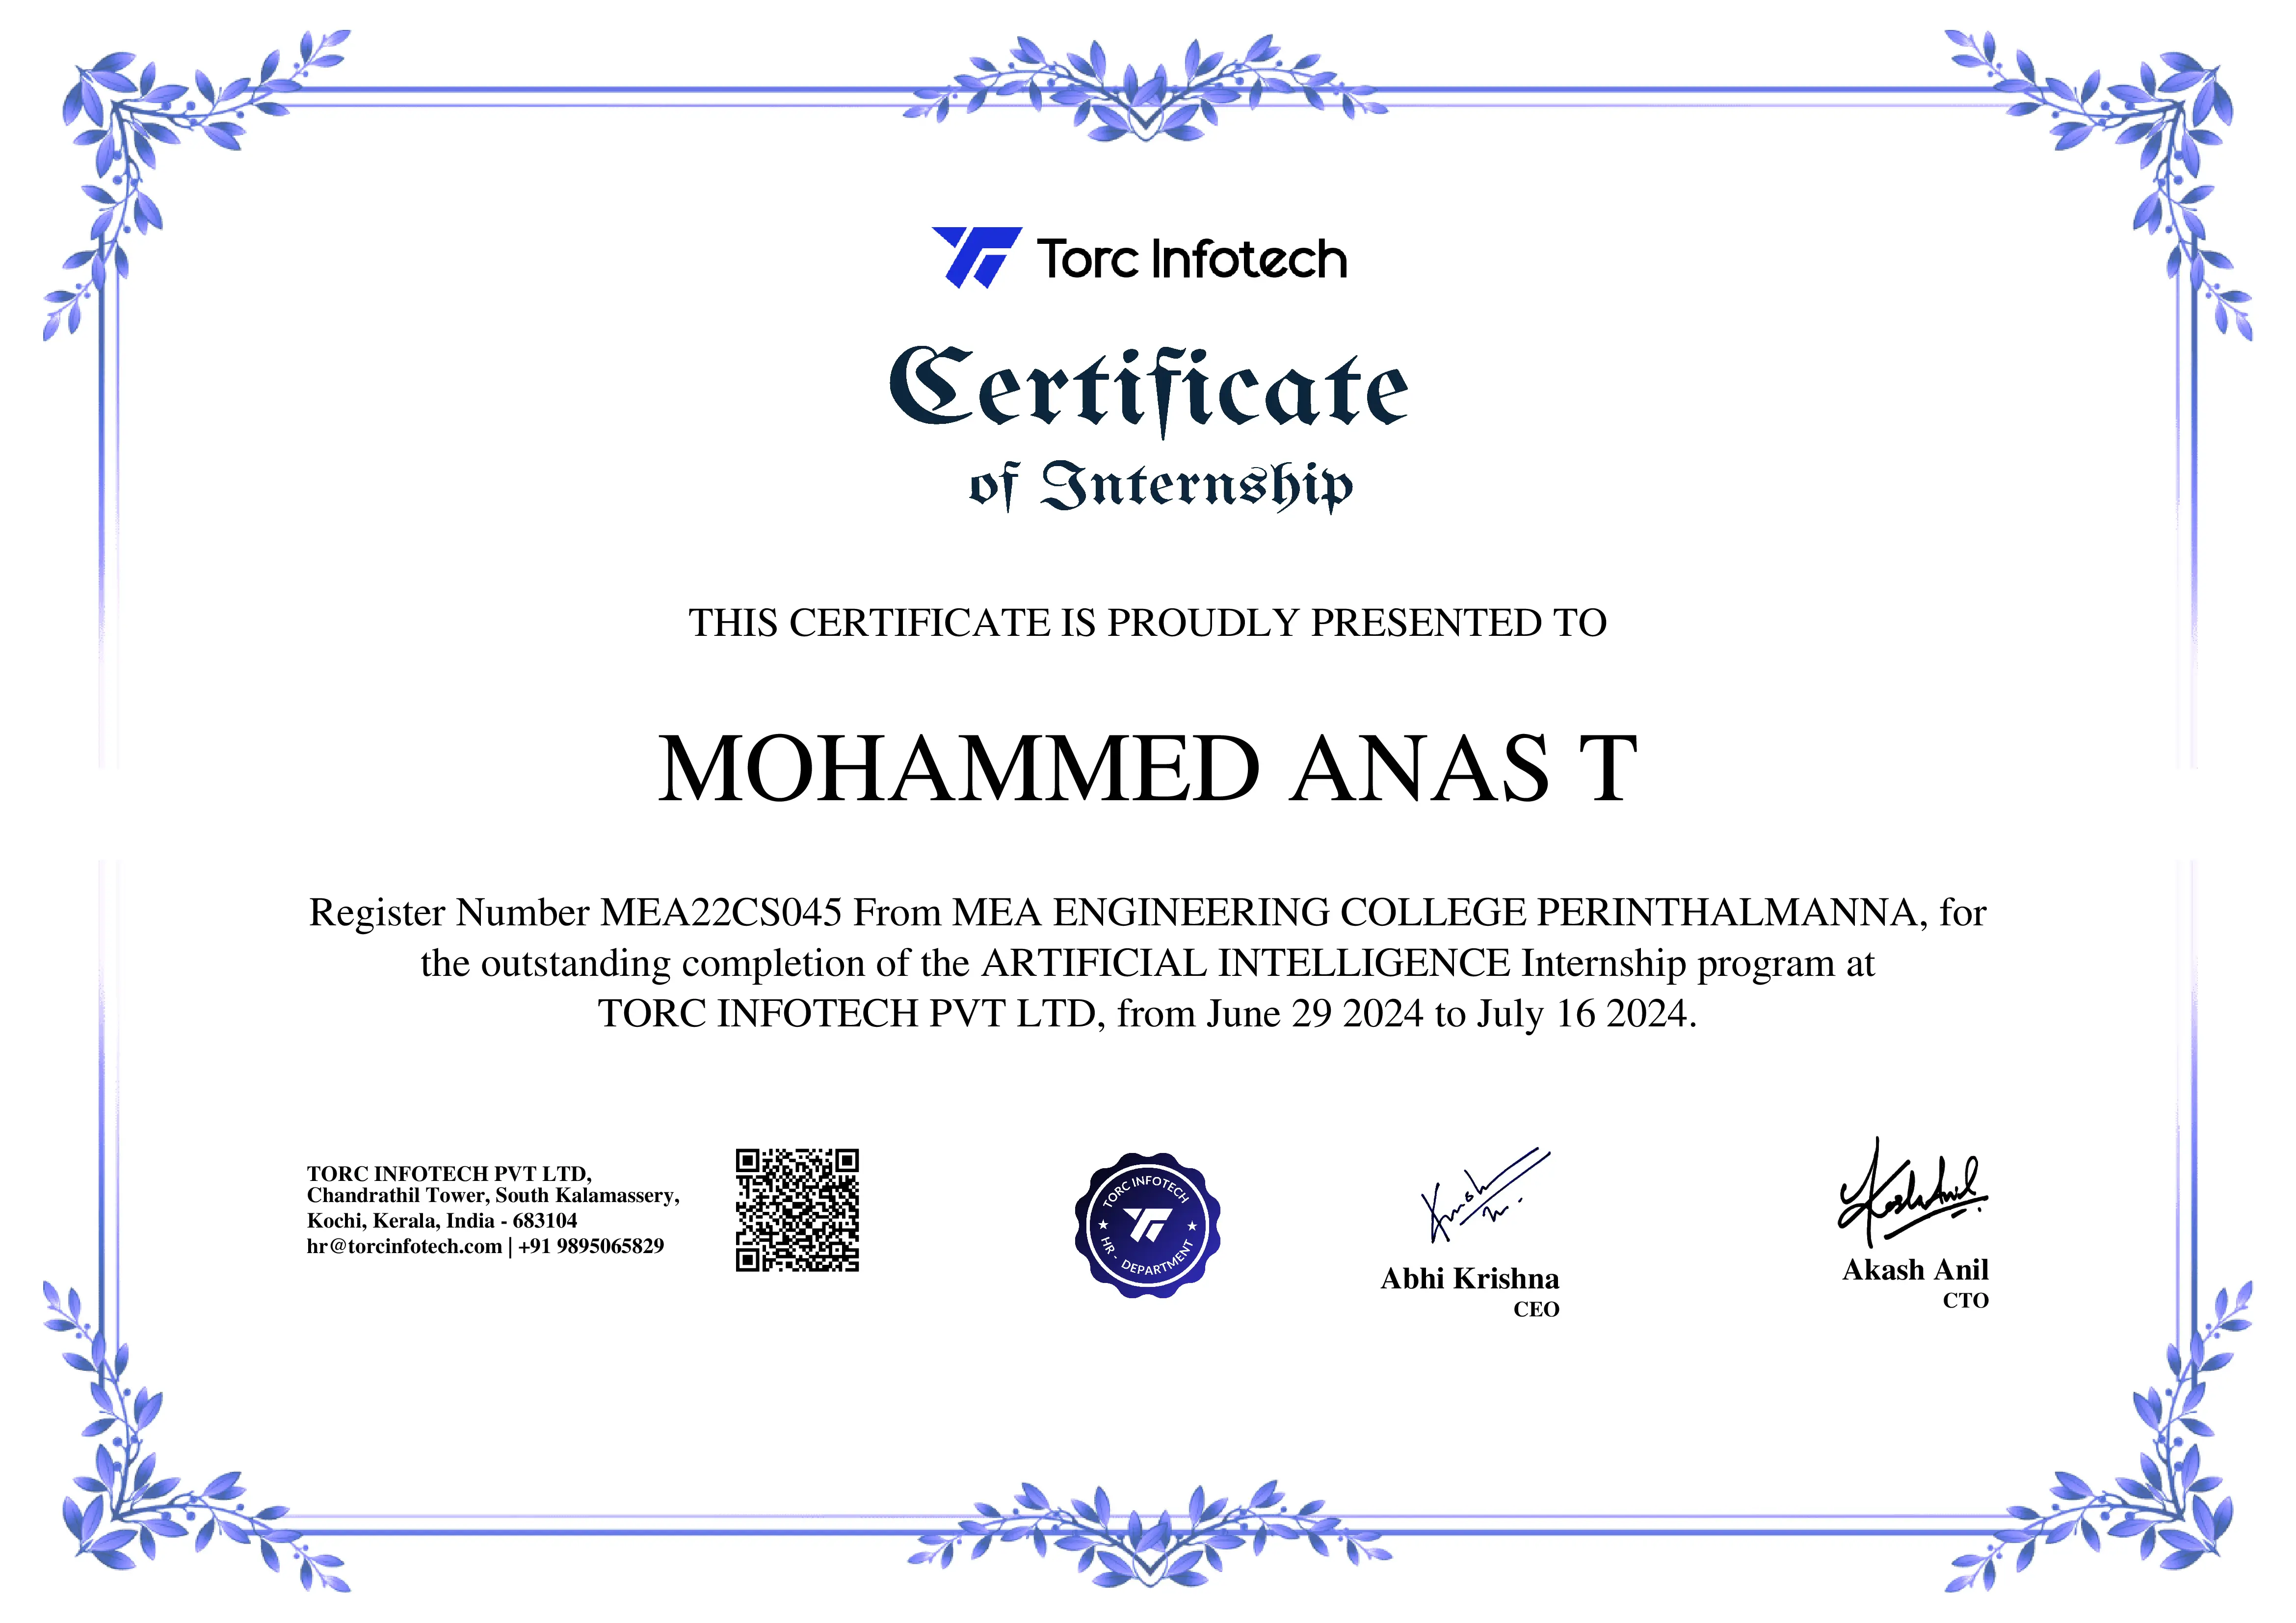 Torc Infotech
Certificate
of Internship
THIS CERTIFICATE IS PROUDLY PRESENTED TO
MOHAMMED ANAS T
Register Number MEA22CS045 From MEA ENGINEERING COLLEGE PERINTHALMANNA, for
the outstanding completion of the ARTIFICIAL INTELLIGENCE Internship program at
TORC INFOTECH PVT LTD, from June 29 2024 to July 16 2024.
TORC INFOTECH PVT LTD,
Chandrathil Tower, South Kalamassery,
Kochi, Kerala, India - 683104
hr@torcinfotech.com | +91 9895065829
TORC INFOTECH
HR - DEPARTMENT
Abhi Krishna
CEO
Akash Anil
CTO